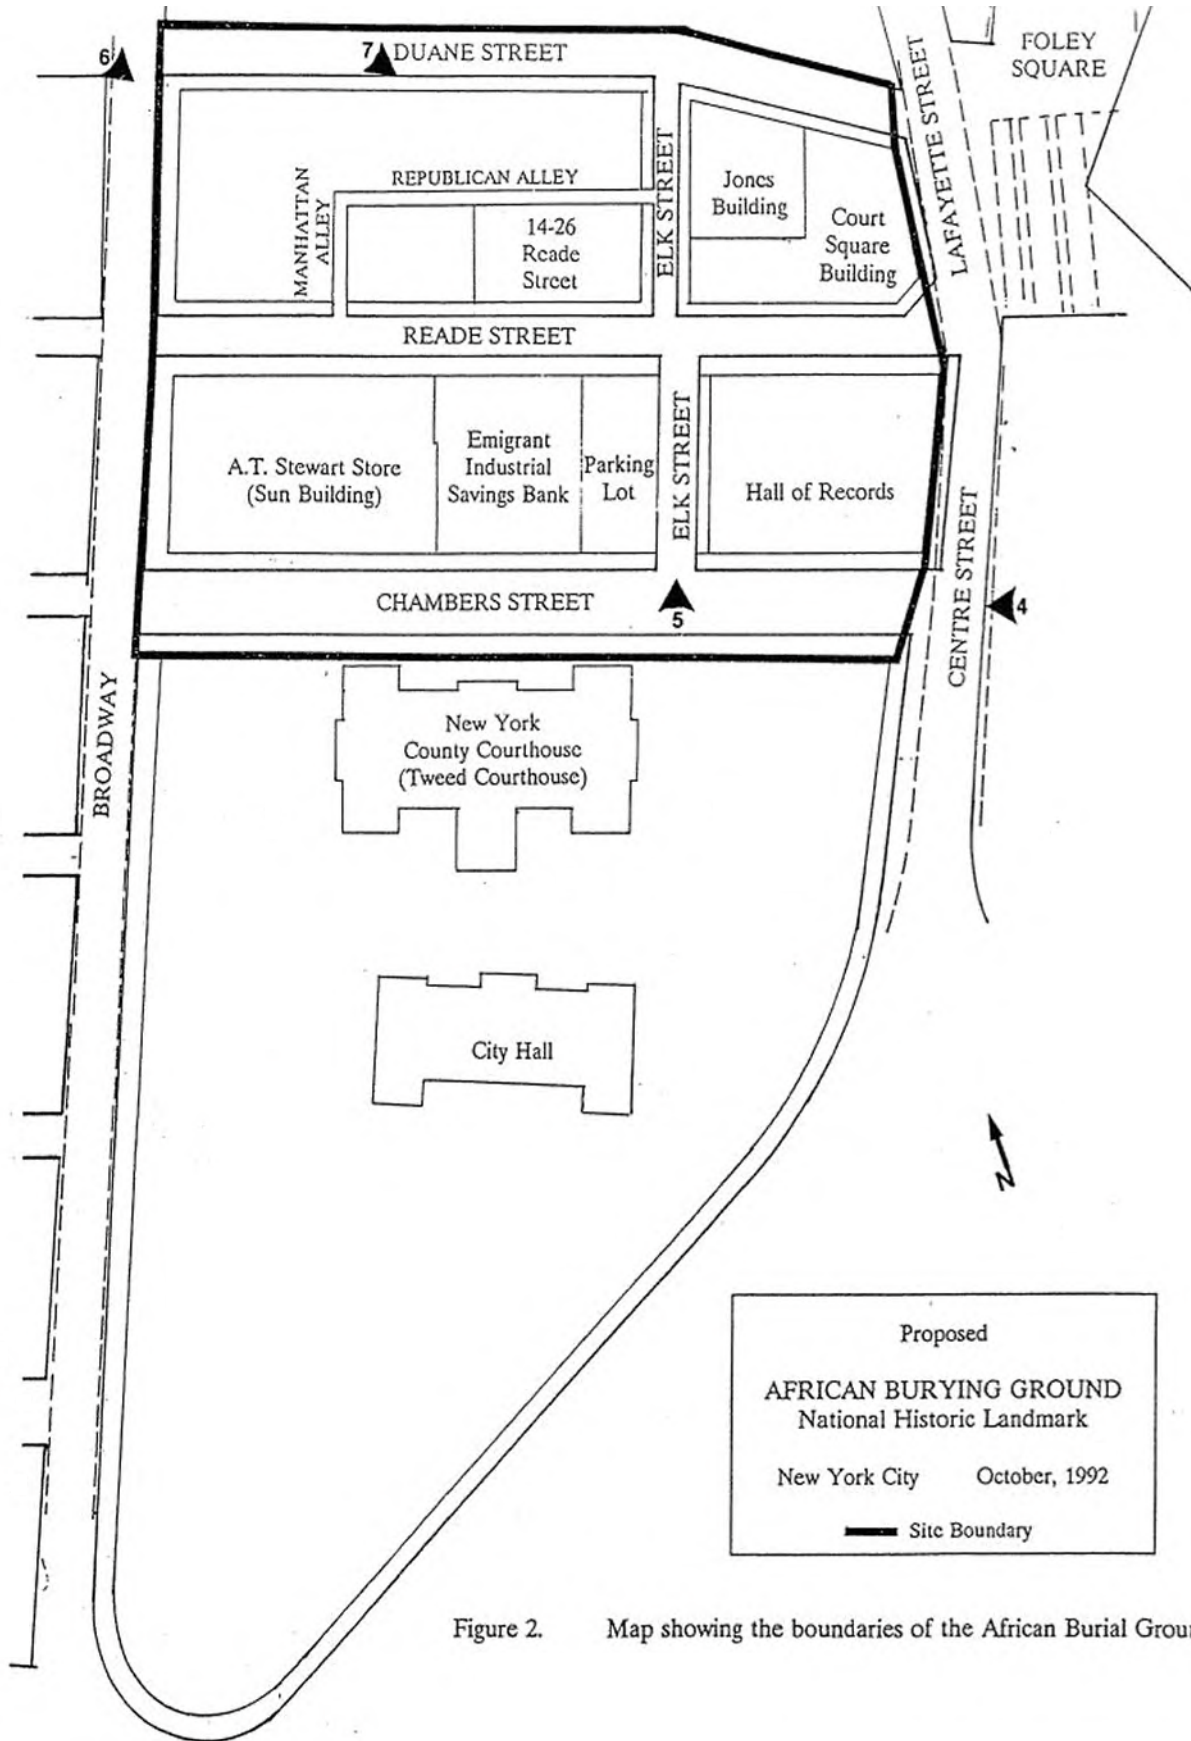 6
7
DUANE STREET
LAFAYETTE STREET
FOLEY
SQUARE
MANHATTAN
ALLEY
REPUBLICAN ALLEY
ELK STREET
Jones
Building
14-26
Reade
Street
Court
Square
Building
READE STREET
A.T. Stewart Store
(Sun Building)
Emigrant
Industrial
Savings Bank
Parking
Lot
ELK STREET
Hall of Records
CHAMBERS STREET
5
CENTRE STREET
4
BROADWAY
New York
County Courthouse
(Tweed Courthouse)
City Hall
N
Proposed
AFRICAN BURYING GROUND
National Historic Landmark
New York City October, 1992
Site Boundary
Figure 2. Map showing the boundaries of the African Burial